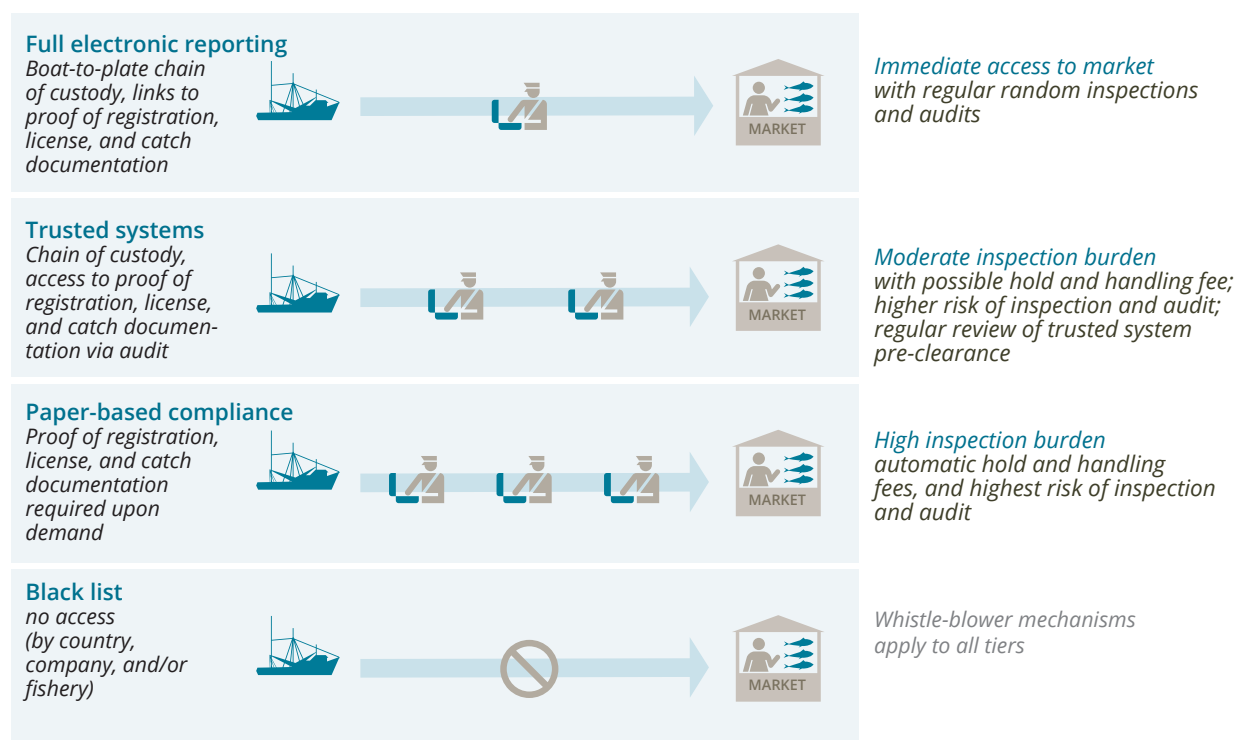 Full electronic reporting
Boat-to-plate chain
of custody, links to
proof of registration,
license, and catch
documentation
MARKET
Immediate access to market
with regular random inspections
and audits
Trusted systems
Chain of custody,
access to proof of
registration, license,
and catch documen-
tation via audit
MARKET
Moderate inspection burden
with possible hold and handling fee;
higher risk of inspection and audit;
regular review of trusted system
pre-clearance
Paper-based compliance
Proof of registration,
license, and catch
documentation
required upon
demand
MARKET
High inspection burden
automatic hold and handling
fees, and highest risk of inspection
and audit
Black list
no access
(by country,
company, and/or
fishery)
MARKET
Whistle-blower mechanisms
apply to all tiers